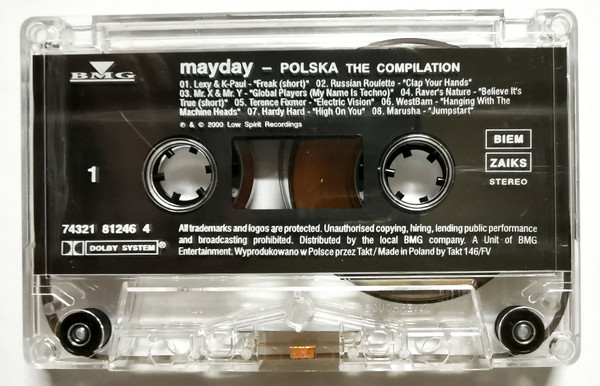 BMG
mayday – POLSKA THE COMPILATION
01. Lexy & K-Paul - "Freak (short)" 02. Russian Roulette - "Clap Your Hands"
03. Mr. X & Mr. Y - "Global Players (My Name Is Techno)" 04. Raver's Nature - "Believe It's
True (short)" 05. Terence Fixmer - "Electric Vision" 06. WestBam - "Hanging With The
Machine Heads" 07. Hardy Hard - "High On You" 08. Marusha - "Jumpstart"
℗ & © 2000 Low Spirit Recordings
1
BIEM
ZAIKS
STEREO
74321 81246 4
DOLBY SYSTEM®
All trademarks and logos are protected. Unauthorised copying, hiring, lending public performance
and broadcasting prohibited. Distributed by the local BMG company. A Unit of BMG
Entertainment. Wyprodukowano w Polsce przez Takt / Made in Poland by Takt 146/FV